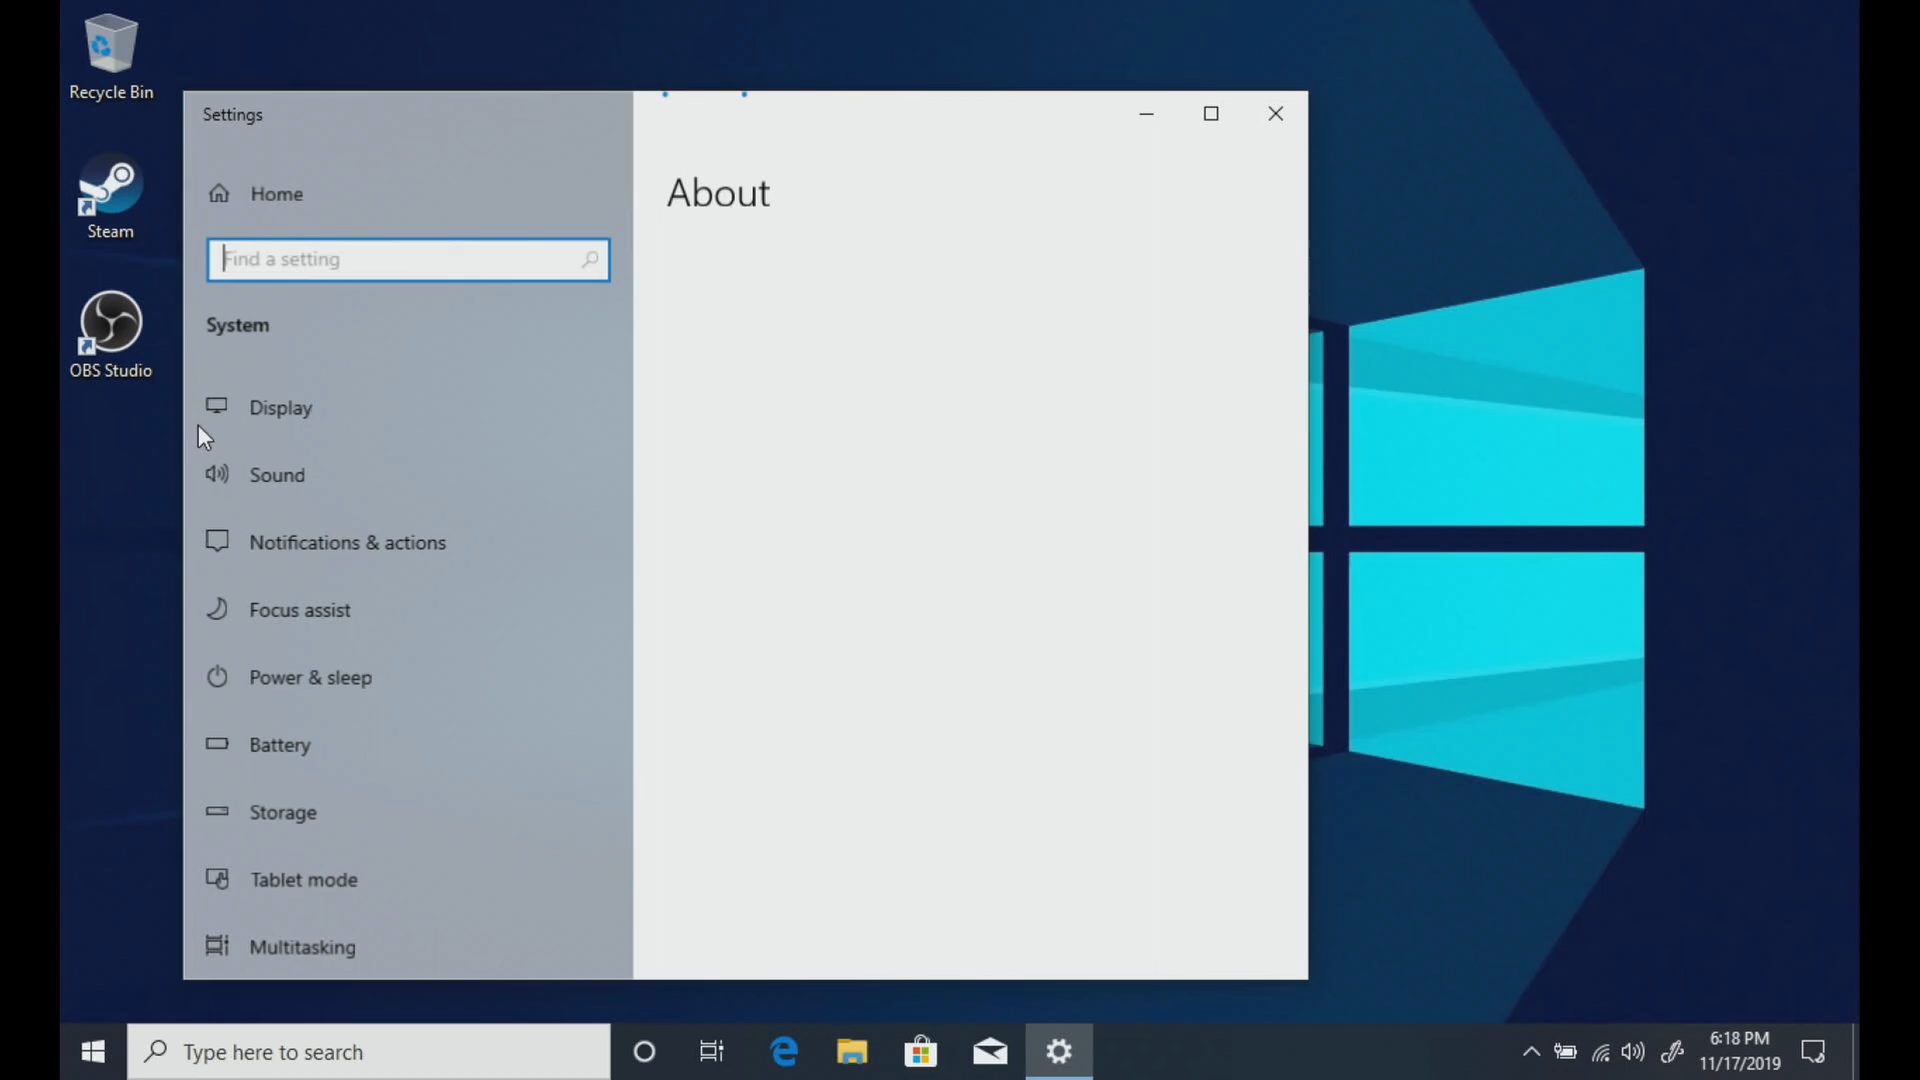 Recycle Bin
Steam
OBS Studio
Settings
Home
Find a setting
System
Display
Sound
Notifications & actions
Focus assist
Power & sleep
Battery
Storage
Tablet mode
Multitasking
About
Type here to search
6:18 PM
11/17/2019